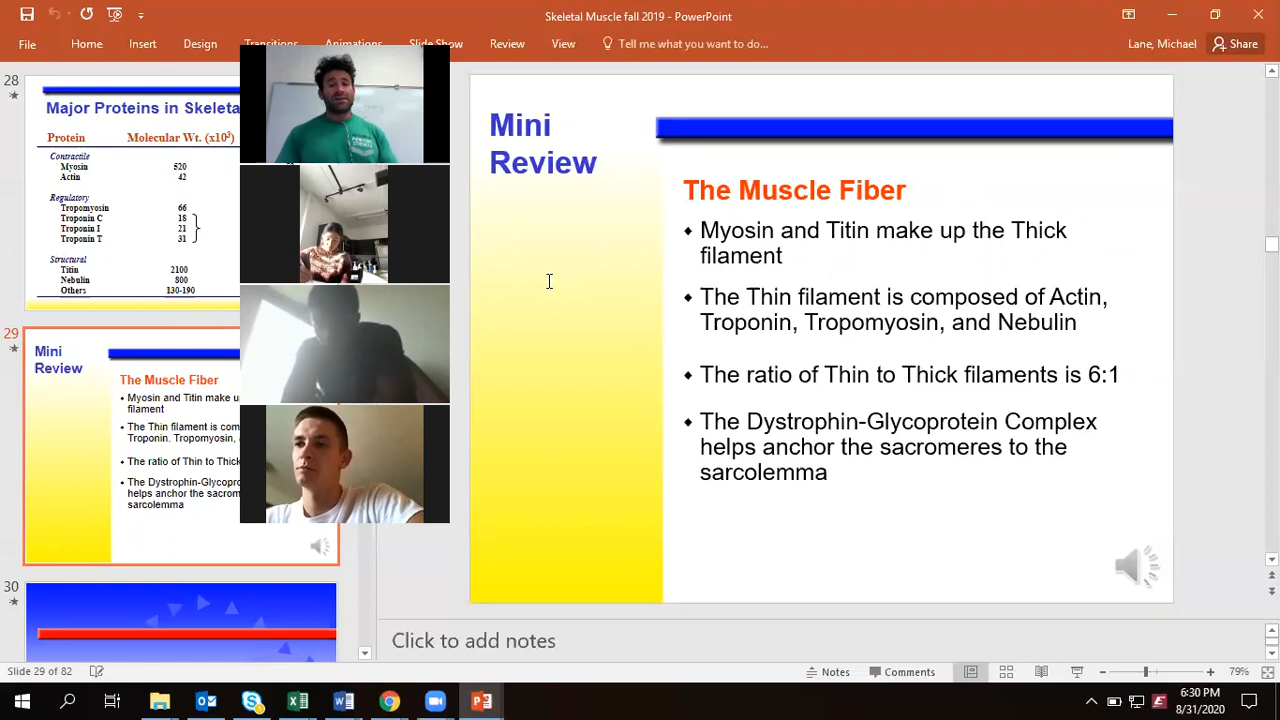 Skeletal Muscle fall 2019 - PowerPoint
File Home Insert Design Transitions Animations Slide Show Review View Tell me what you want to do...
Lane, Michael Share
28
Major Proteins in Skeleta
Protein Molecular Wt. (x10³)
Contractile
Myosin 520
Actin 42
Regulatory
Tropomyosin 66
Troponin C 18
Troponin I 21
Troponin T 31
Structural
Titin 2100
Nebulin 800
Others 130-190
29
Mini
Review
The Muscle Fiber
Myosin and Titin make u
filament
The Thin filament is com
Troponin, Tropomyosin,
The ratio of Thin to Thick
The Dystrophin-Glycopro
helps anchor the sacrom
sarcolemma
30
Mini
Review
The Muscle Fiber
♦ Myosin and Titin make up the Thick
filament
♦ The Thin filament is composed of Actin,
Troponin, Tropomyosin, and Nebulin
♦ The ratio of Thin to Thick filaments is 6:1
♦ The Dystrophin-Glycoprotein Complex
helps anchor the sacromeres to the
sarcolemma
Click to add notes
Slide 29 of 82
Notes Comments 79%
6:30 PM
8/31/2020